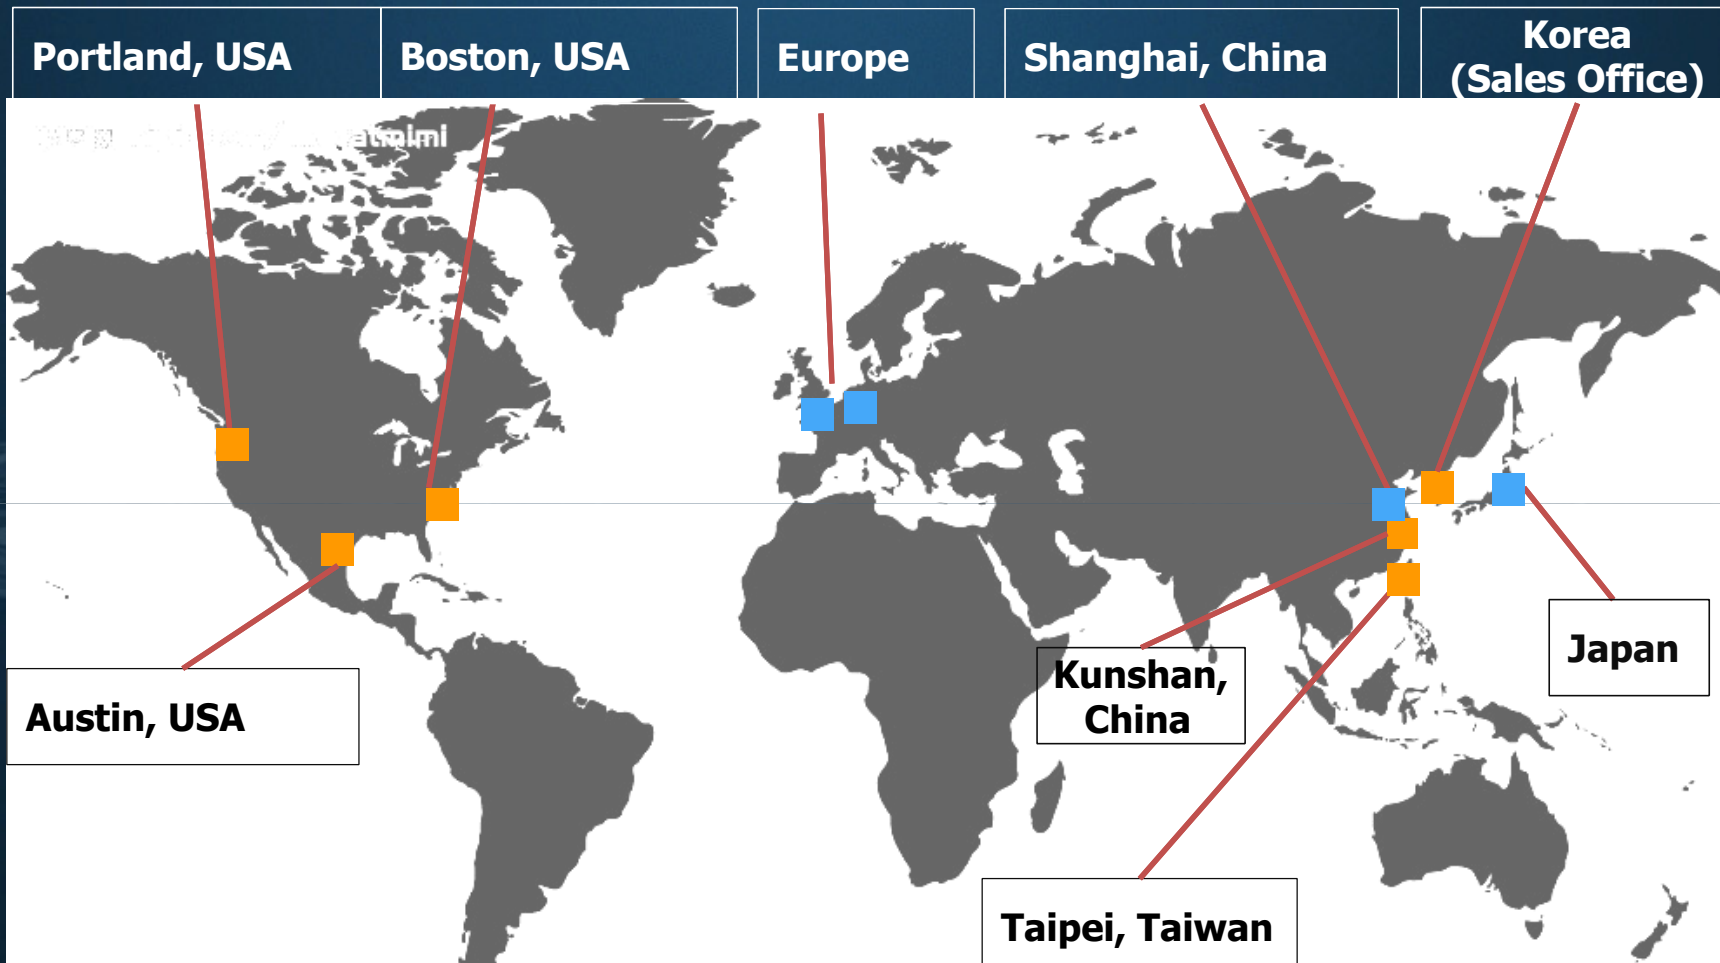 Portland, USA
Boston, USA
Europe
Shanghai, China
Korea
(Sales Office)
Austin, USA
Kunshan,
China
Japan
Taipei, Taiwan